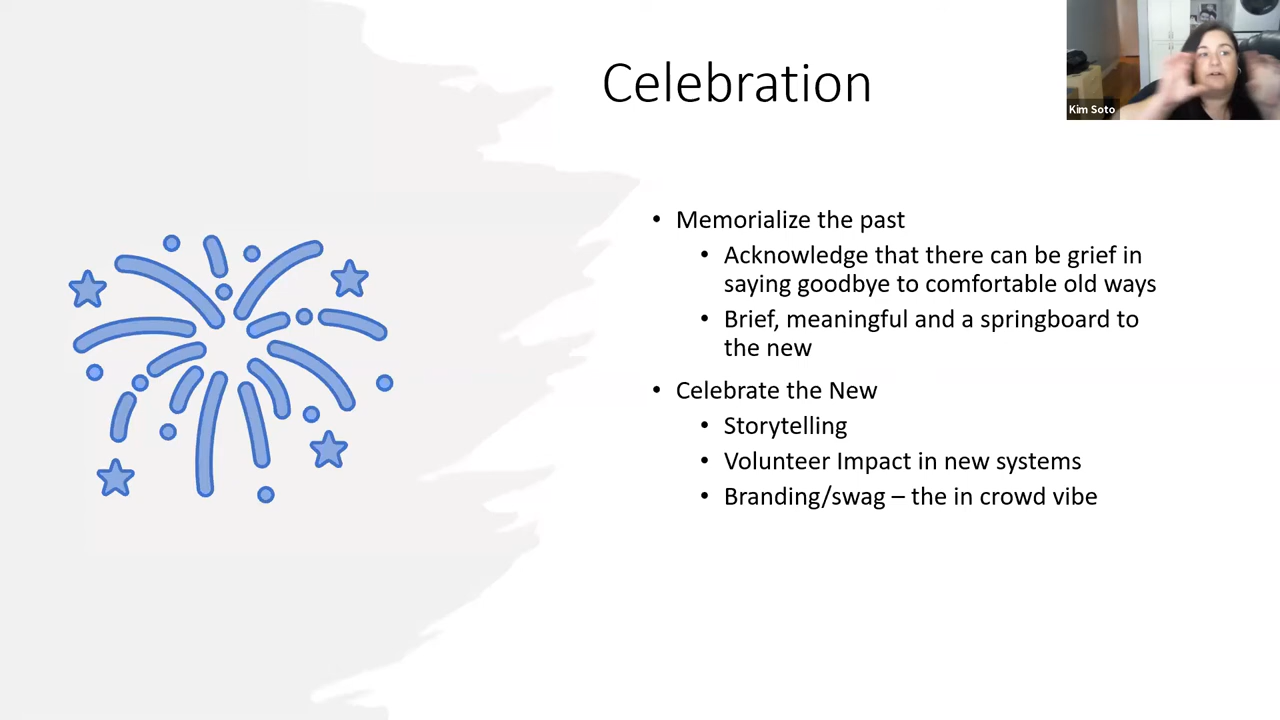 Celebration
Kim Soto
• Memorialize the past
• Acknowledge that there can be grief in
saying goodbye to comfortable old ways
• Brief, meaningful and a springboard to
the new
• Celebrate the New
• Storytelling
• Volunteer Impact in new systems
• Branding/swag – the in crowd vibe